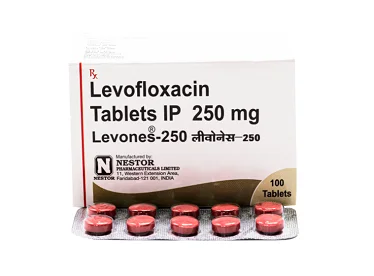 Rx
Levofloxacin
Tablets IP 250 mg
Levones®-250 लीवोनेस-250
Manufactured by:
N NESTOR
PHARMACEUTICALS LIMITED
11, Western Extension Area,
NESTOR Faridabad-121 001, INDIA
100
Tablets